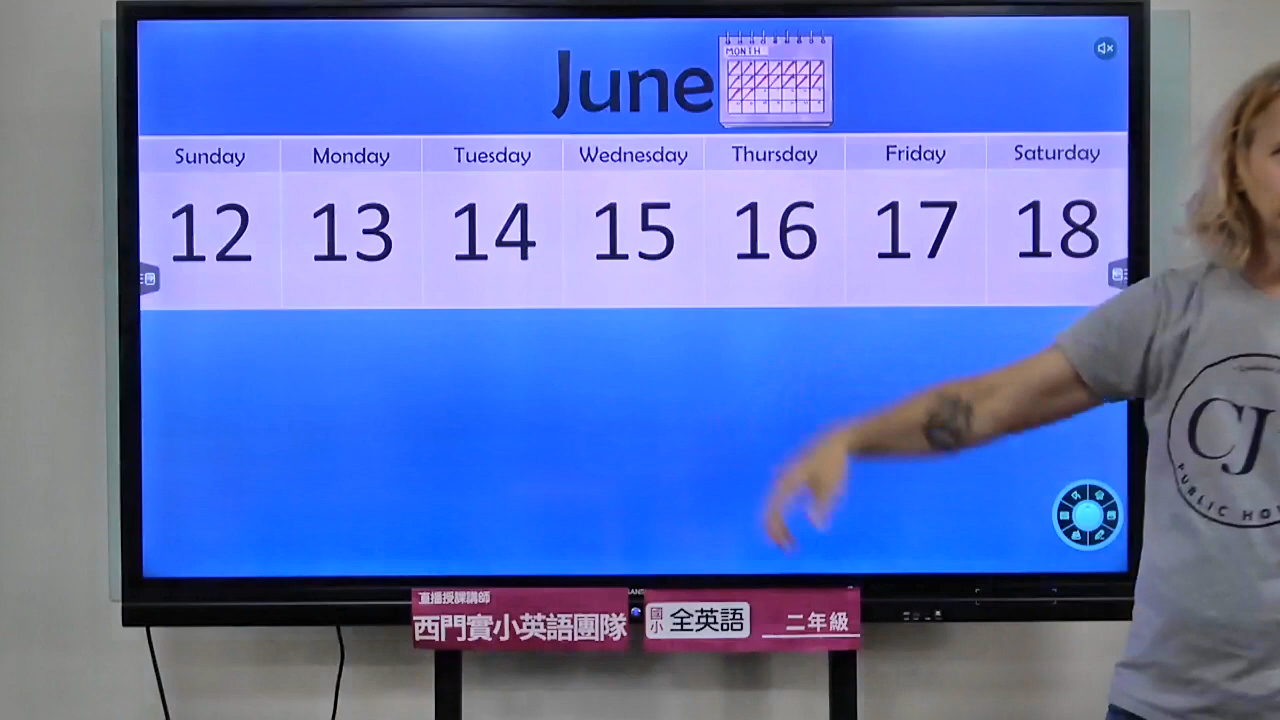 June
MONTH
Sunday Monday Tuesday Wednesday Thursday Friday Saturday
12 13 14 15 16 17 18
CJ
PUBLIC
直播授課講師
西門實小英語團隊
國小 全英語 二年級